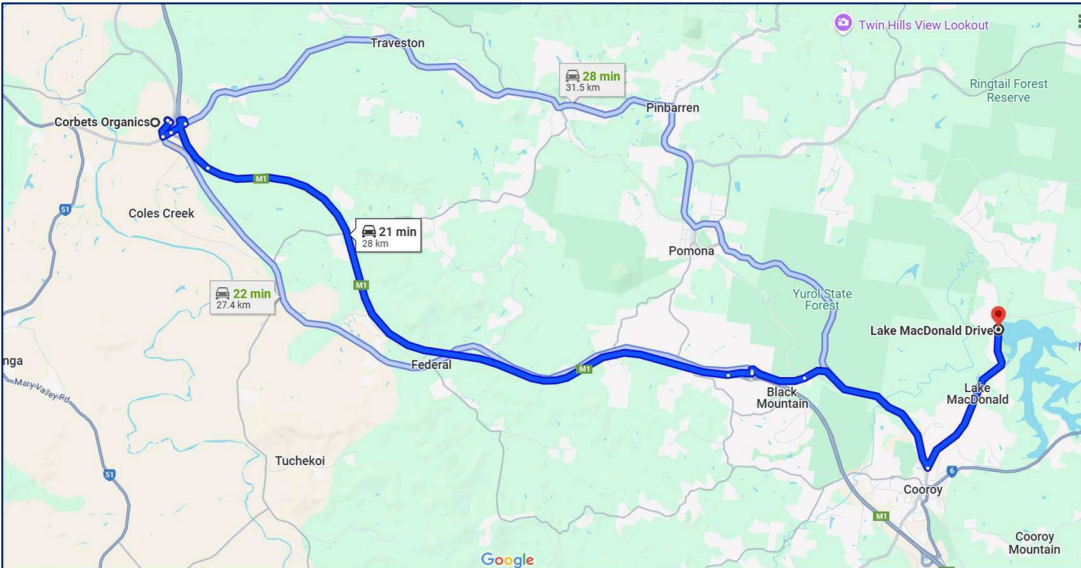 Twin Hills View Lookout
Traveston
28 min
31.5 km
Ringtail Forest
Reserve
Pinbarren
Corbets Organics
M1
51
Coles Creek
21 min
28 km
Pomona
M1
22 min
27.4 km
Yurol State
Forest
Lake MacDonald Drive
nga
Federal
M1
Mary Valley Rd
Black
Mountain
Lake
MacDonald
Tuchekoi
51
6
Cooroy
M1
Cooroy
Mountain
Google